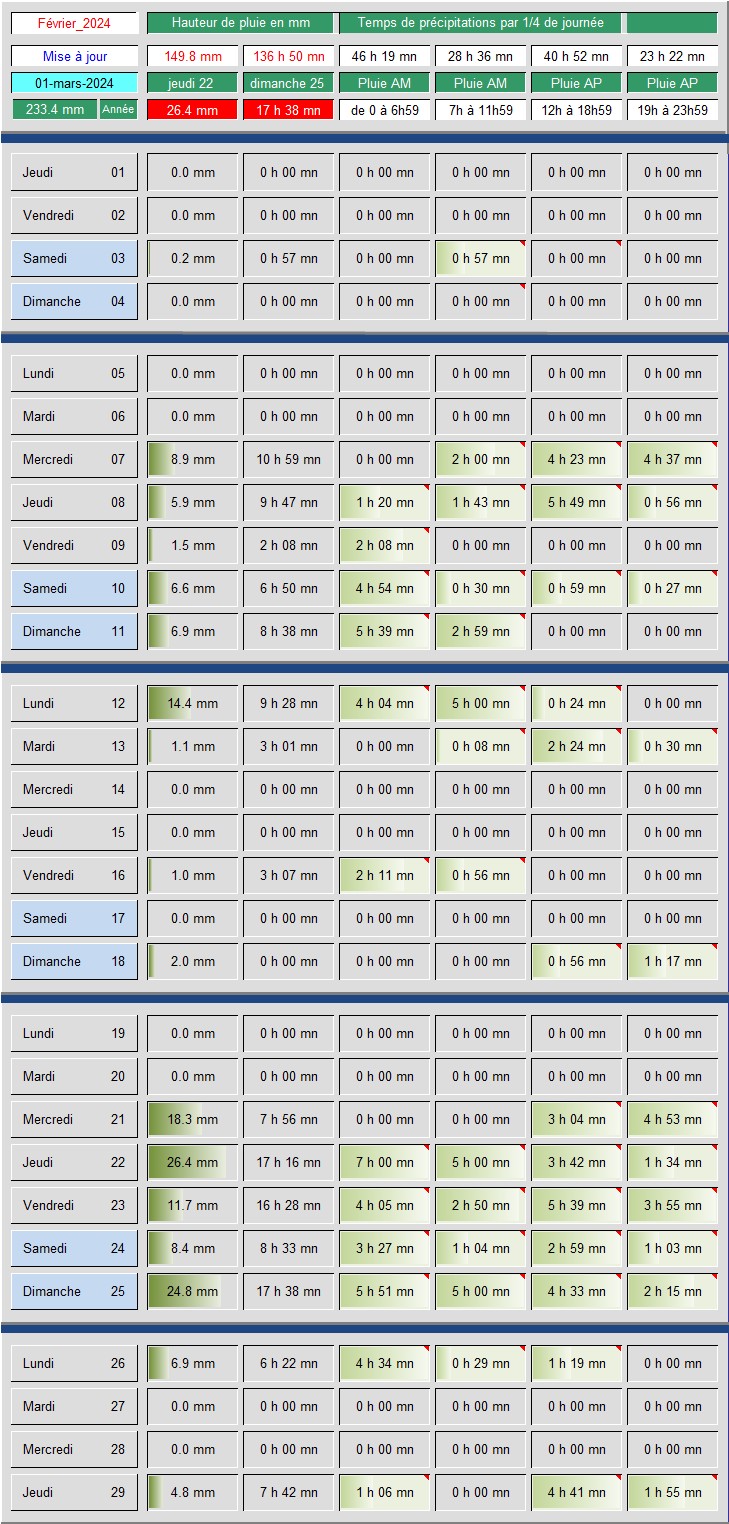 Février_2024 Hauteur de pluie en mm Temps de précipitations par 1/4 de journée
Mise à jour 149.8 mm 136 h 50 mn 46 h 19 mn 28 h 36 mn 40 h 52 mn 23 h 22 mn
01-mars-2024 jeudi 22 dimanche 25 Pluie AM Pluie AM Pluie AP Pluie AP
233.4 mm Année 26.4 mm 17 h 38 mn de 0 à 6h59 7h à 11h59 12h à 18h59 19h à 23h59
Jeudi 01 0.0 mm 0 h 00 mn 0 h 00 mn 0 h 00 mn 0 h 00 mn 0 h 00 mn
Vendredi 02 0.0 mm 0 h 00 mn 0 h 00 mn 0 h 00 mn 0 h 00 mn 0 h 00 mn
Samedi 03 0.2 mm 0 h 57 mn 0 h 00 mn 0 h 57 mn 0 h 00 mn 0 h 00 mn
Dimanche 04 0.0 mm 0 h 00 mn 0 h 00 mn 0 h 00 mn 0 h 00 mn 0 h 00 mn
Lundi 05 0.0 mm 0 h 00 mn 0 h 00 mn 0 h 00 mn 0 h 00 mn 0 h 00 mn
Mardi 06 0.0 mm 0 h 00 mn 0 h 00 mn 0 h 00 mn 0 h 00 mn 0 h 00 mn
Mercredi 07 8.9 mm 10 h 59 mn 0 h 00 mn 2 h 00 mn 4 h 23 mn 4 h 37 mn
Jeudi 08 5.9 mm 9 h 47 mn 1 h 20 mn 1 h 43 mn 5 h 49 mn 0 h 56 mn
Vendredi 09 1.5 mm 2 h 08 mn 2 h 08 mn 0 h 00 mn 0 h 00 mn 0 h 00 mn
Samedi 10 6.6 mm 6 h 50 mn 4 h 54 mn 0 h 30 mn 0 h 59 mn 0 h 27 mn
Dimanche 11 6.9 mm 8 h 38 mn 5 h 39 mn 2 h 59 mn 0 h 00 mn 0 h 00 mn
Lundi 12 14.4 mm 9 h 28 mn 4 h 04 mn 5 h 00 mn 0 h 24 mn 0 h 00 mn
Mardi 13 1.1 mm 3 h 01 mn 0 h 00 mn 0 h 08 mn 2 h 24 mn 0 h 30 mn
Mercredi 14 0.0 mm 0 h 00 mn 0 h 00 mn 0 h 00 mn 0 h 00 mn 0 h 00 mn
Jeudi 15 0.0 mm 0 h 00 mn 0 h 00 mn 0 h 00 mn 0 h 00 mn 0 h 00 mn
Vendredi 16 1.0 mm 3 h 07 mn 2 h 11 mn 0 h 56 mn 0 h 00 mn 0 h 00 mn
Samedi 17 0.0 mm 0 h 00 mn 0 h 00 mn 0 h 00 mn 0 h 00 mn 0 h 00 mn
Dimanche 18 2.0 mm 0 h 00 mn 0 h 00 mn 0 h 00 mn 0 h 56 mn 1 h 17 mn
Lundi 19 0.0 mm 0 h 00 mn 0 h 00 mn 0 h 00 mn 0 h 00 mn 0 h 00 mn
Mardi 20 0.0 mm 0 h 00 mn 0 h 00 mn 0 h 00 mn 0 h 00 mn 0 h 00 mn
Mercredi 21 18.3 mm 7 h 56 mn 0 h 00 mn 0 h 00 mn 3 h 04 mn 4 h 53 mn
Jeudi 22 26.4 mm 17 h 16 mn 7 h 00 mn 5 h 00 mn 3 h 42 mn 1 h 34 mn
Vendredi 23 11.7 mm 16 h 28 mn 4 h 05 mn 2 h 50 mn 5 h 39 mn 3 h 55 mn
Samedi 24 8.4 mm 8 h 33 mn 3 h 27 mn 1 h 04 mn 2 h 59 mn 1 h 03 mn
Dimanche 25 24.8 mm 17 h 38 mn 5 h 51 mn 5 h 00 mn 4 h 33 mn 2 h 15 mn
Lundi 26 6.9 mm 6 h 22 mn 4 h 34 mn 0 h 29 mn 1 h 19 mn 0 h 00 mn
Mardi 27 0.0 mm 0 h 00 mn 0 h 00 mn 0 h 00 mn 0 h 00 mn 0 h 00 mn
Mercredi 28 0.0 mm 0 h 00 mn 0 h 00 mn 0 h 00 mn 0 h 00 mn 0 h 00 mn
Jeudi 29 4.8 mm 7 h 42 mn 1 h 06 mn 0 h 00 mn 4 h 41 mn 1 h 55 mn